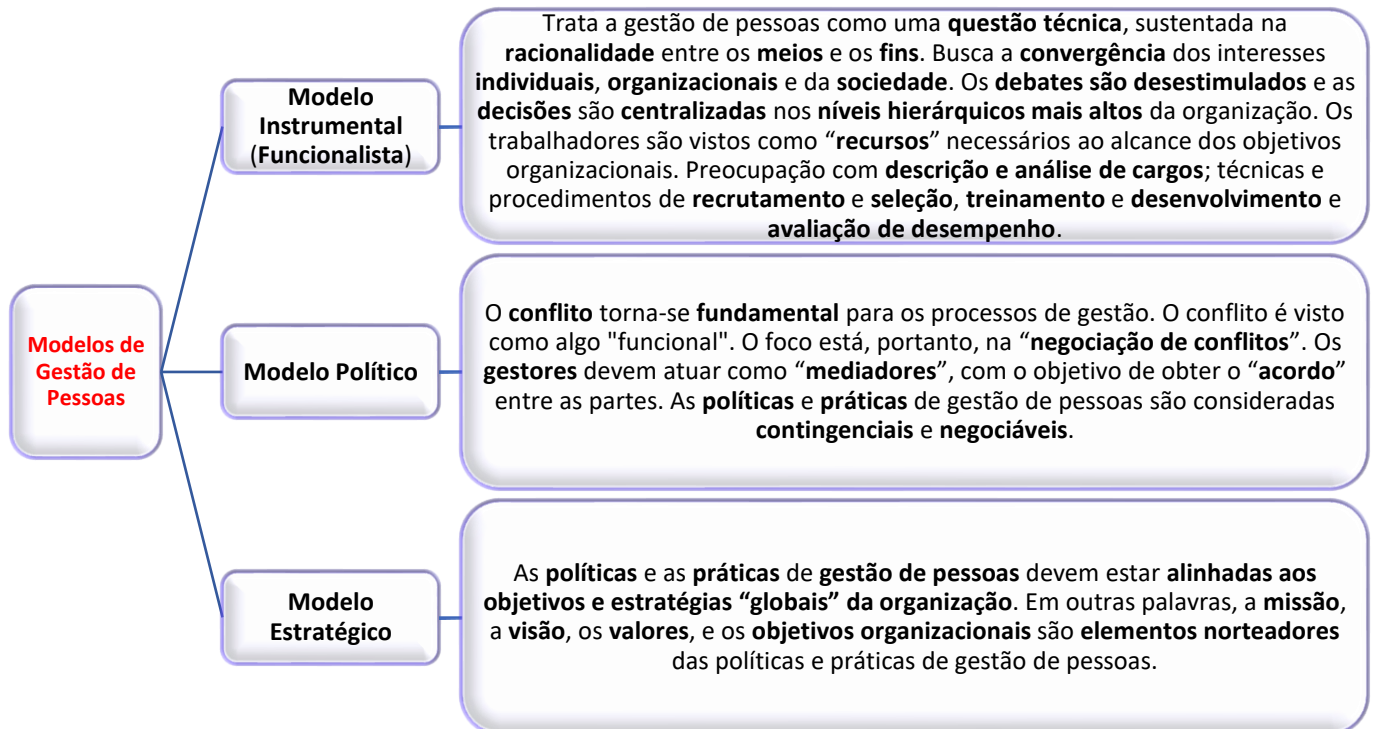 Modelos de
Gestão de
Pessoas
Modelo
Instrumental
(Funcionalista)
Trata a gestão de pessoas como uma questão técnica, sustentada na
racionalidade entre os meios e os fins. Busca a convergência dos interesses
individuais, organizacionais e da sociedade. Os debates são desestimulados e as
decisões são centralizadas nos níveis hierárquicos mais altos da organização. Os
trabalhadores são vistos como “recursos” necessários ao alcance dos objetivos
organizacionais. Preocupação com descrição e análise de cargos; técnicas e
procedimentos de recrutamento e seleção, treinamento e desenvolvimento e
avaliação de desempenho.
Modelo Político
O conflito torna-se fundamental para os processos de gestão. O conflito é visto
como algo "funcional". O foco está, portanto, na “negociação de conflitos”. Os
gestores devem atuar como “mediadores”, com o objetivo de obter o “acordo”
entre as partes. As políticas e práticas de gestão de pessoas são consideradas
contingenciais e negociáveis.
Modelo
Estratégico
As políticas e as práticas de gestão de pessoas devem estar alinhadas aos
objetivos e estratégias “globais” da organização. Em outras palavras, a missão,
a visão, os valores, e os objetivos organizacionais são elementos norteadores
das políticas e práticas de gestão de pessoas.